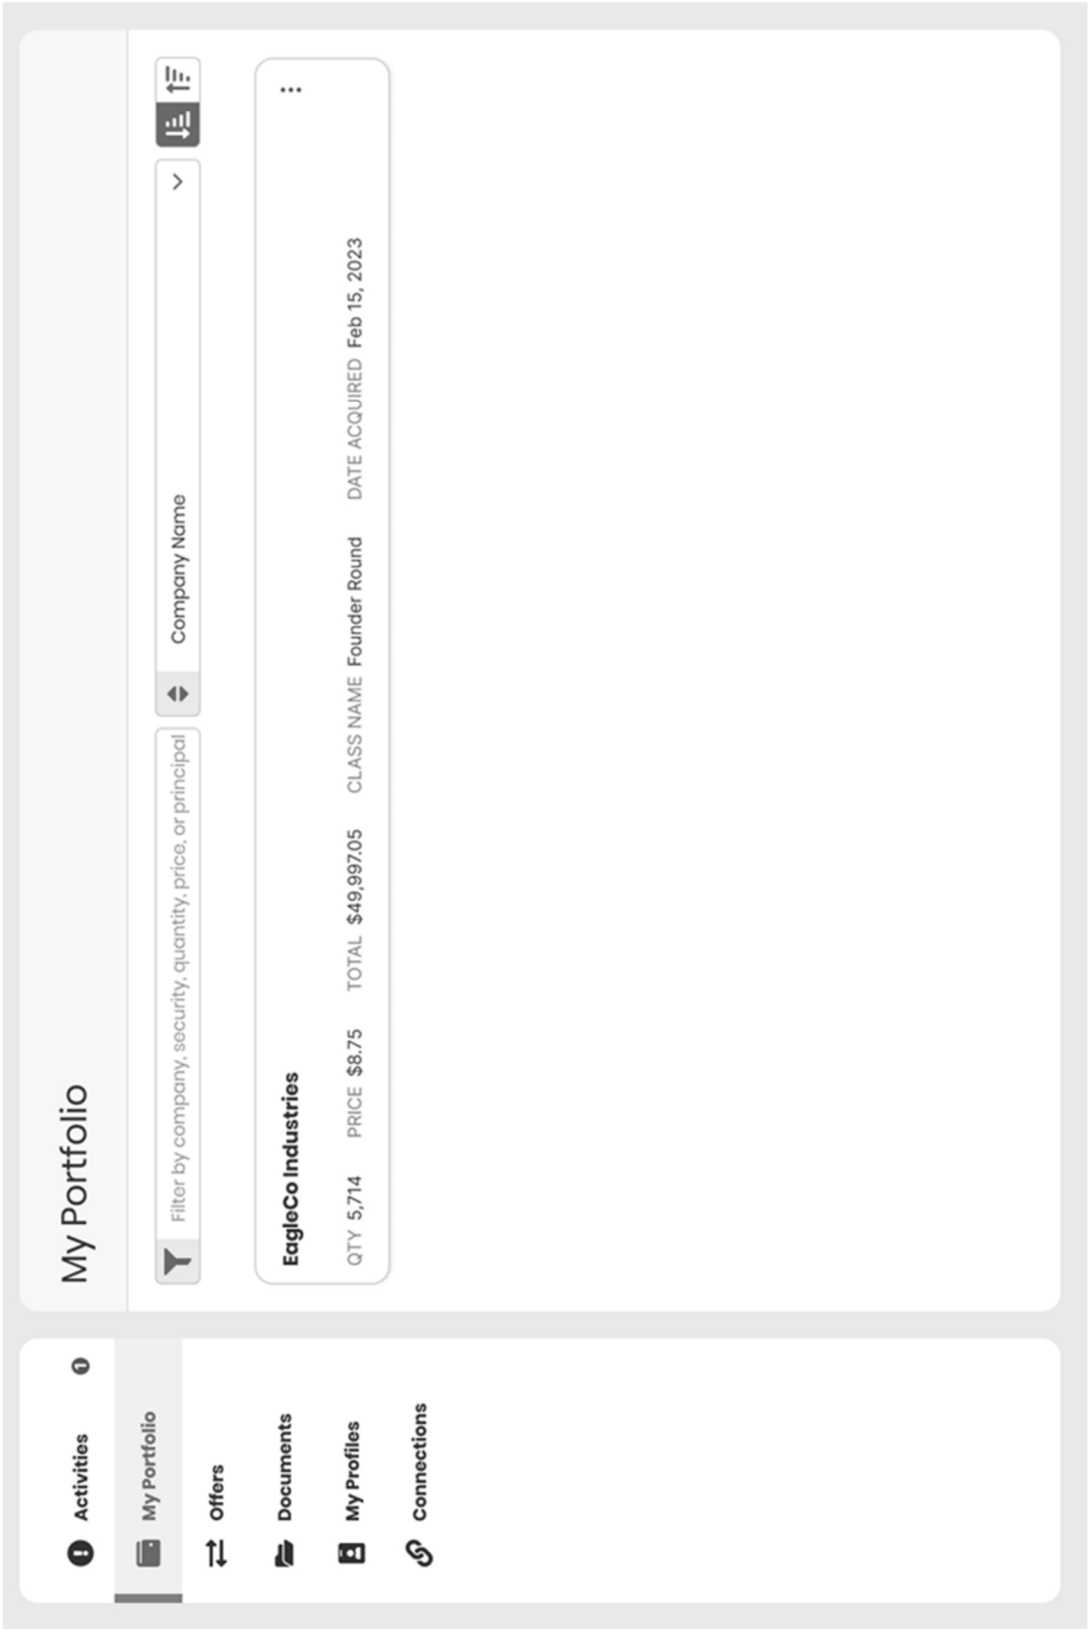 Activities 1
My Portfolio
Offers
Documents
My Profiles
Connections
My Portfolio
Filter by company, security, quantity, price, or principal
Company Name
EagleCo Industries
QTY 5,714 PRICE $8.75 TOTAL $49,997.05 CLASS NAME Founder Round DATE ACQUIRED Feb 15, 2023